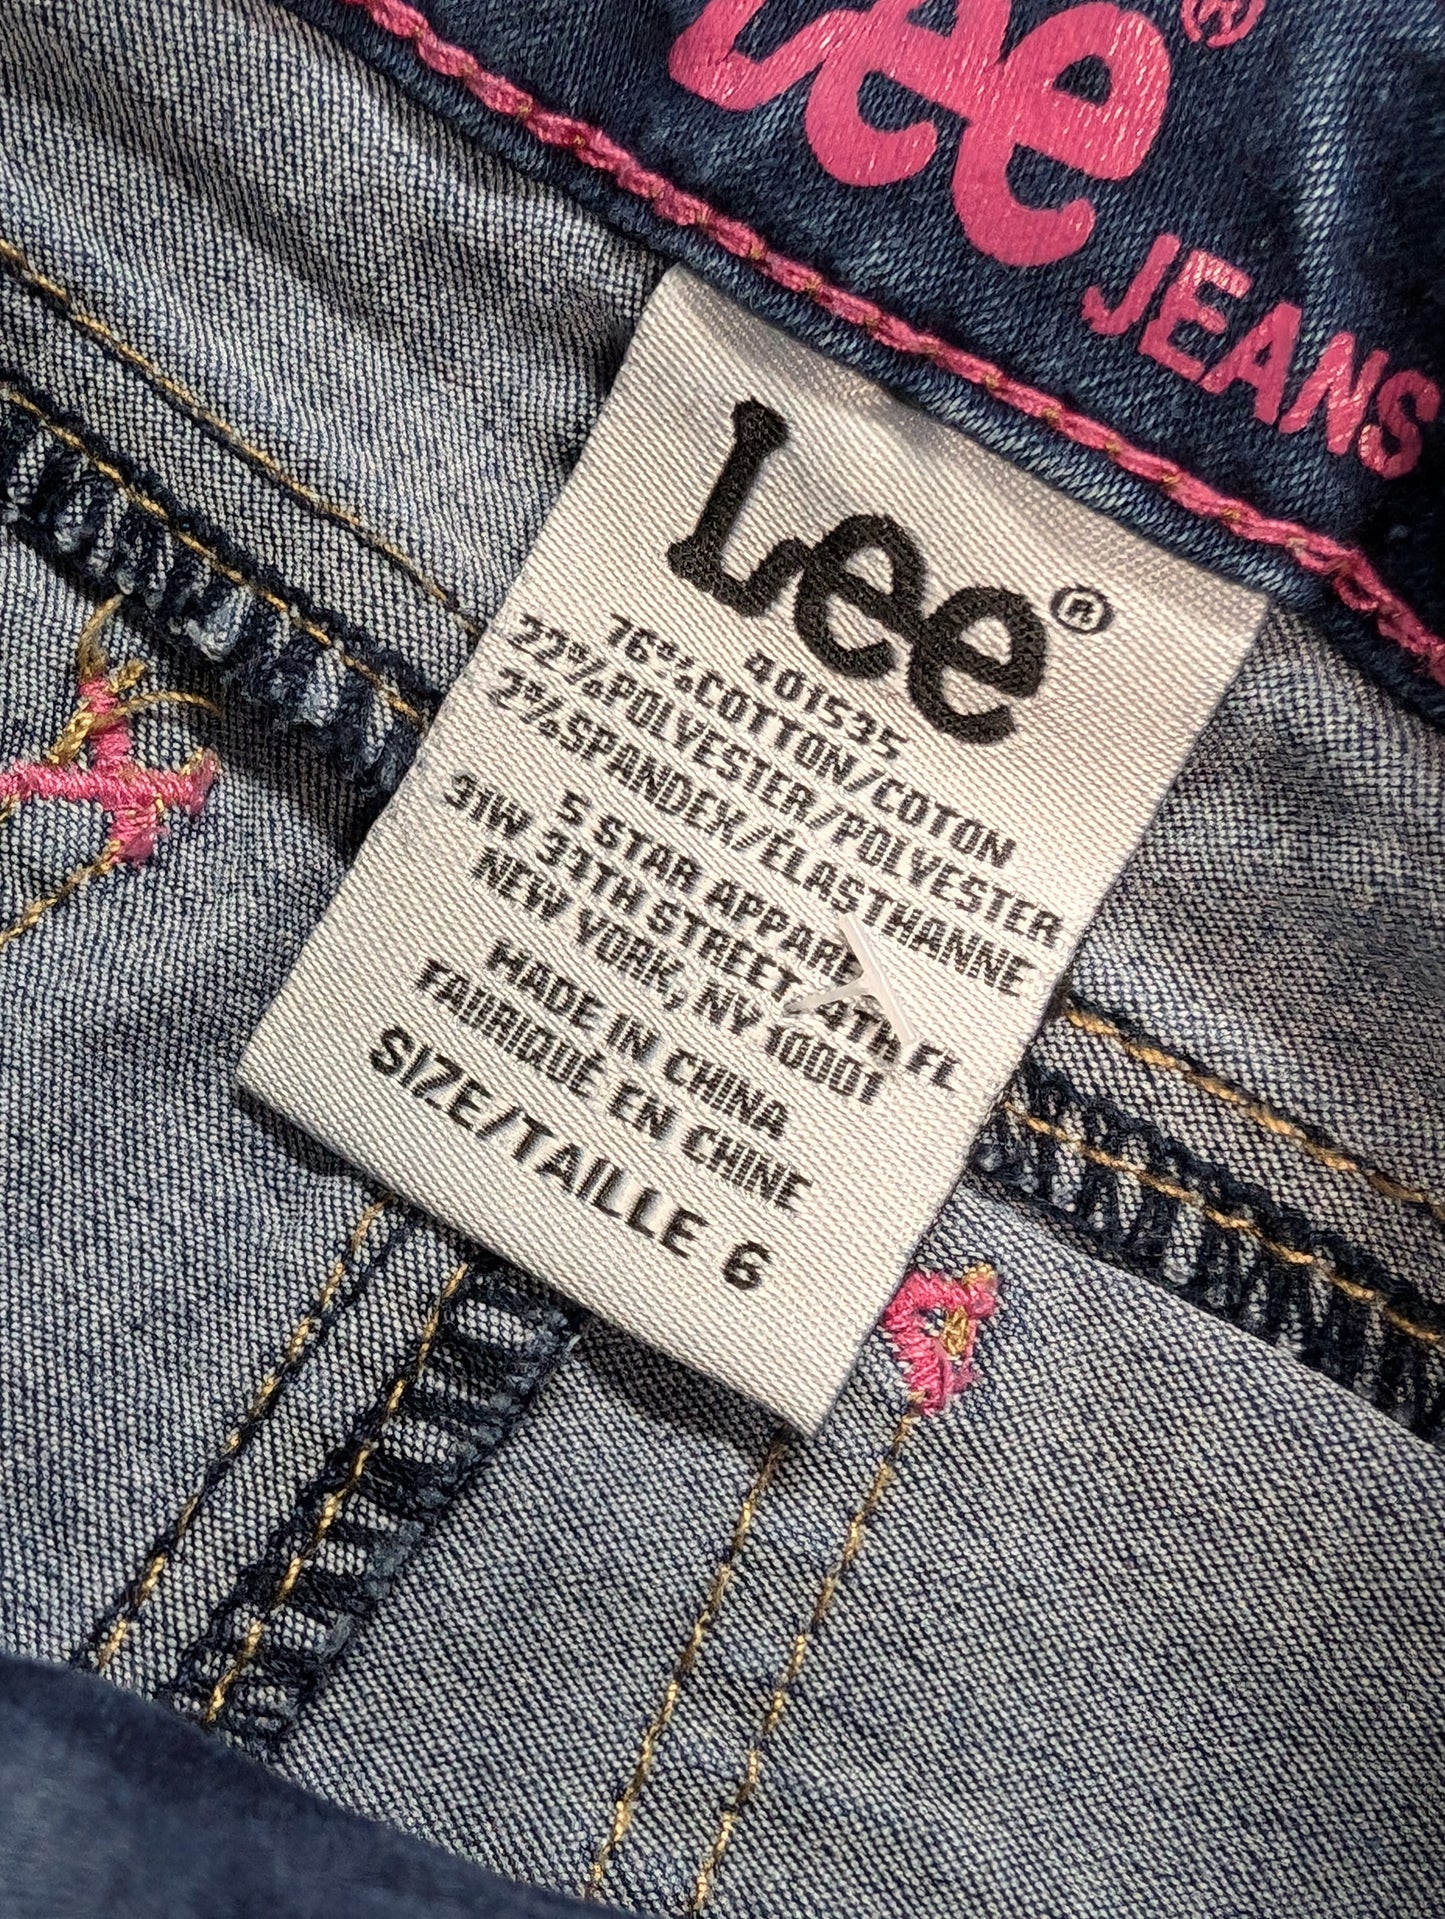 Lee®
JEANS
Lee®
401535
76%COTTON/COTON
22%POLYESTER/POLYESTER
2%SPANDEX/ÉLASTHANNE
5 STAR APPAREL
31W 34TH STREET, 4TH FL
NEW YORK, NY 10001
MADE IN CHINA
FABRIQUÉ EN CHINE
SIZE/TAILLE 6